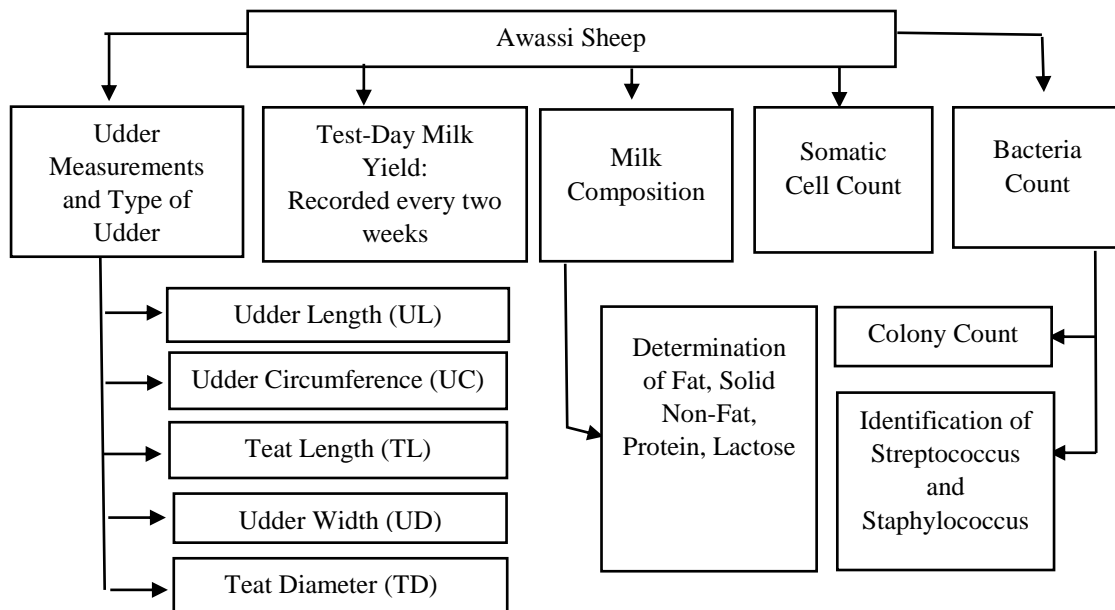 Awassi Sheep
Udder
Measurements
and Type of
Udder
Test-Day Milk
Yield:
Recorded every two
weeks
Milk
Composition
Somatic
Cell Count
Bacteria
Count
Udder Length (UL)
Udder Circumference (UC)
Teat Length (TL)
Udder Width (UD)
Teat Diameter (TD)
Determination
of Fat, Solid
Non-Fat,
Protein, Lactose
Colony Count
Identification of
Streptococcus
and
Staphylococcus